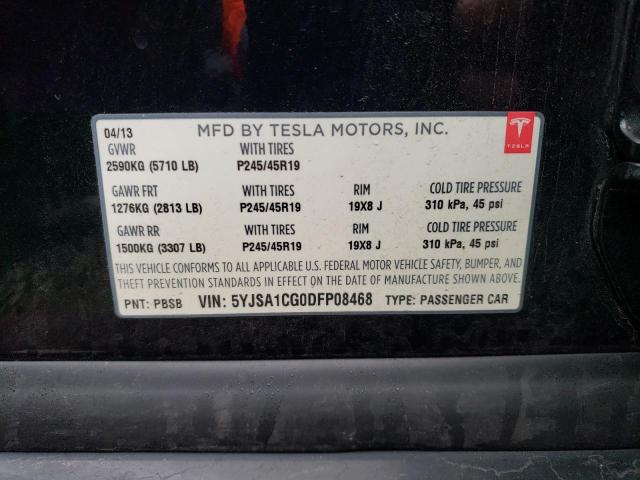 04/13 MFD BY TESLA MOTORS, INC.
TESLA
GVWR WITH TIRES
2590KG (5710 LB) P245/45R19
GAWR FRT WITH TIRES RIM COLD TIRE PRESSURE
1276KG (2813 LB) P245/45R19 19X8 J 310 kPa, 45 psi
GAWR RR WITH TIRES RIM COLD TIRE PRESSURE
1500KG (3307 LB) P245/45R19 19X8 J 310 kPa, 45 psi
THIS VEHICLE CONFORMS TO ALL APPLICABLE U.S. FEDERAL MOTOR VEHICLE SAFETY, BUMPER, AND
THEFT PREVENTION STANDARDS IN EFFECT ON THE DATE OF MANUFACTURE SHOWN ABOVE.
PNT: PBSB VIN: 5YJSA1CG0DFP08468 TYPE: PASSENGER CAR